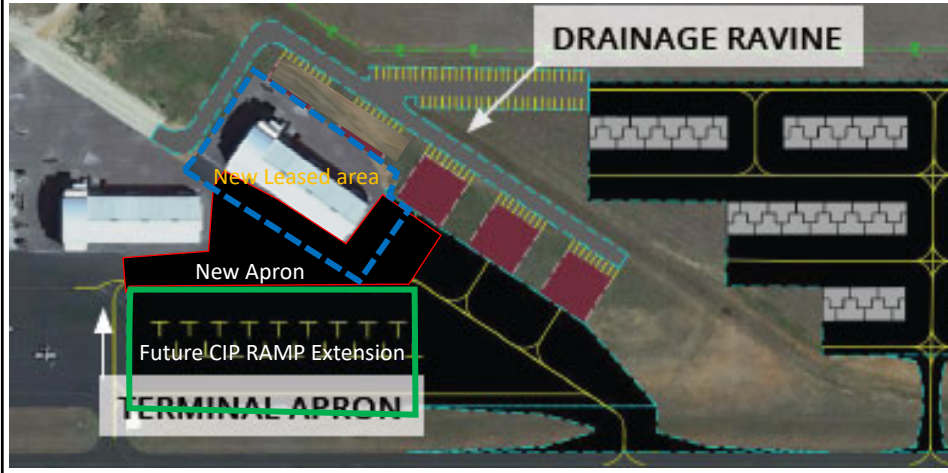 DRAINAGE RAVINE
New Leased area
New Apron
Future CIP RAMP Extension
TERMINAL APRON